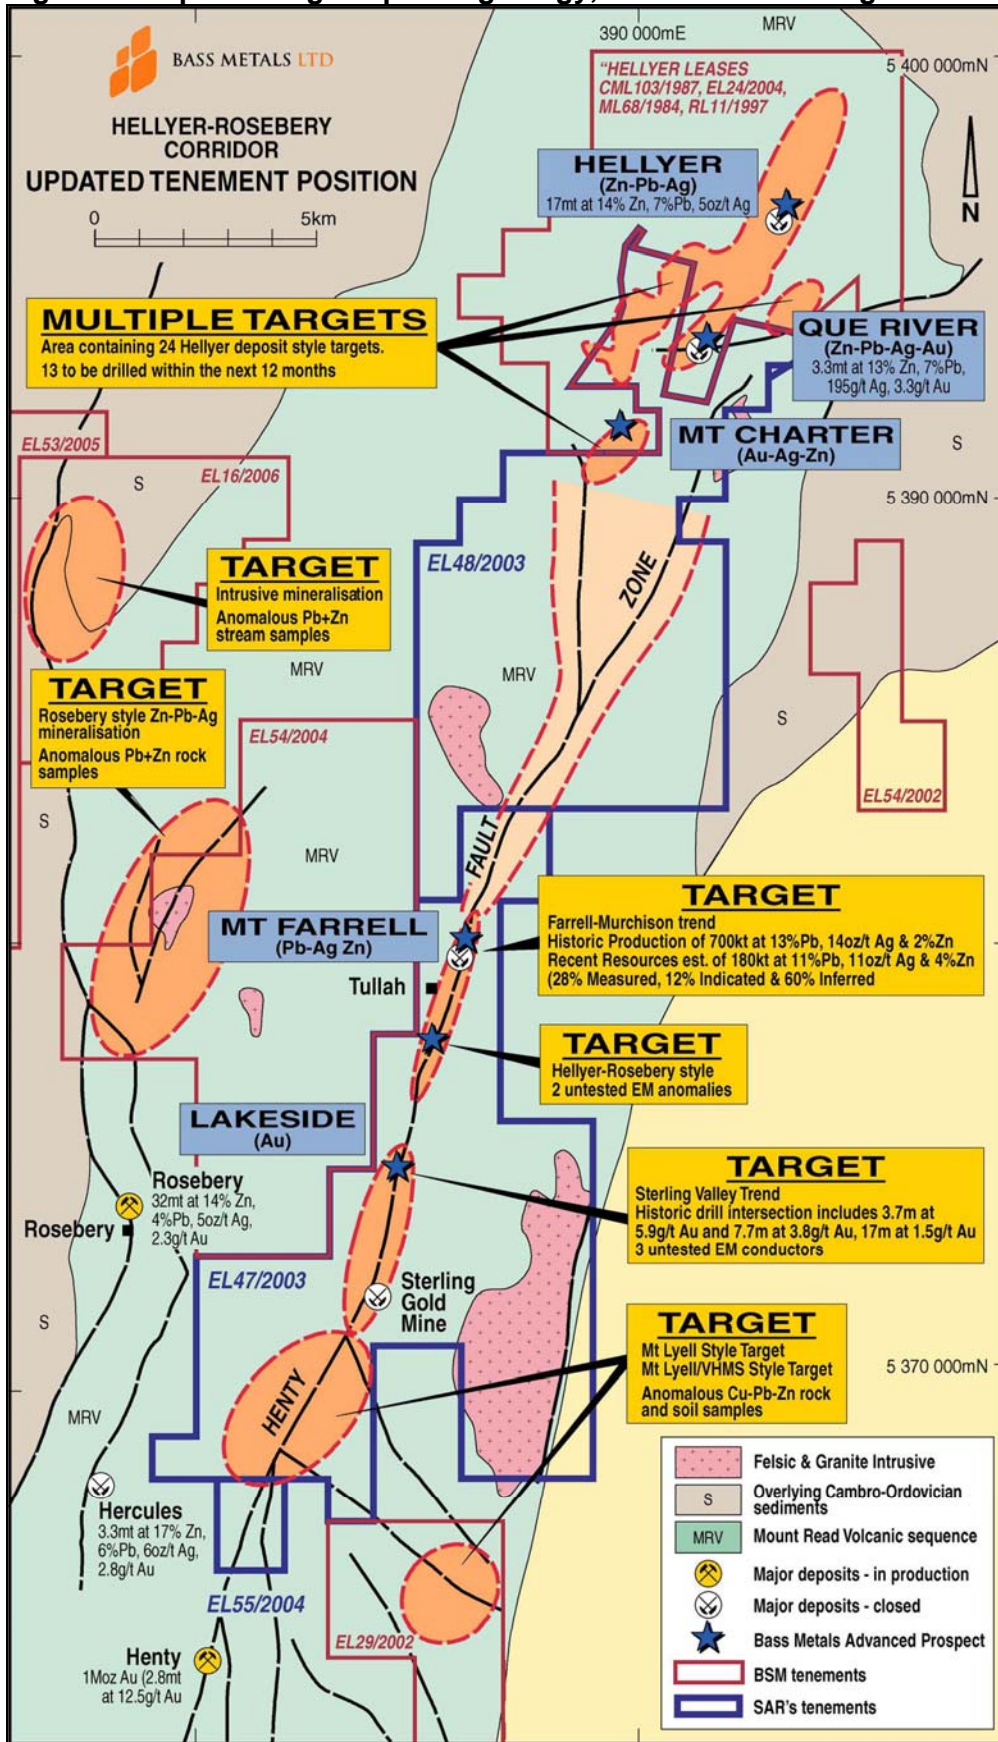 BASS METALS LTD
HELLYER-ROSEBERY
CORRIDOR
UPDATED TENEMENT POSITION
0 5km
390 000mE
MRV
5 400 000mN
"HELLYER LEASES
CML103/1987, EL24/2004,
ML68/1984, RL11/1997
N
HELLYER
(Zn-Pb-Ag)
17mt at 14% Zn, 7%Pb, 5oz/t Ag
MULTIPLE TARGETS
Area containing 24 Hellyer deposit style targets.
13 to be drilled within the next 12 months
QUE RIVER
(Zn-Pb-Ag-Au)
3.3mt at 13% Zn, 7%Pb,
195g/t Ag, 3.3g/t Au
MT CHARTER
(Au-Ag-Zn)
S
EL53/2005
S
EL16/2006
5 390 000mN
EL48/2003
TARGET
Intrusive mineralisation
Anomalous Pb+Zn
stream samples
ZONE
MRV
MRV
TARGET
Rosebery style Zn-Pb-Ag
mineralisation
Anomalous Pb+Zn rock
samples
EL54/2004
S
EL54/2002
S
MRV
FAULT
MT FARRELL
(Pb-Ag Zn)
TARGET
Farrell-Murchison trend
Historic Production of 700kt at 13%Pb, 14oz/t Ag & 2%Zn
Recent Resources est. of 180kt at 11%Pb, 11oz/t Ag & 4%Zn
(28% Measured, 12% Indicated & 60% Inferred
Tullah
TARGET
Hellyer-Rosebery style
2 untested EM anomalies
LAKESIDE
(Au)
TARGET
Sterling Valley Trend
Historic drill intersection includes 3.7m at
5.9g/t Au and 7.7m at 3.8g/t Au, 17m at 1.5g/t Au
3 untested EM conductors
Rosebery
32mt at 14% Zn,
4%Pb, 5oz/t Ag,
2.3g/t Au
Rosebery
EL47/2003
Sterling
Gold
Mine
S
TARGET
Mt Lyell Style Target
Mt Lyell/VHMS Style Target
Anomalous Cu-Pb-Zn rock
and soil samples
5 370 000mN
HENTY
MRV
Hercules
3.3mt at 17% Zn,
6%Pb, 6oz/t Ag,
2.8g/t Au
EL55/2004
EL29/2002
Henty
1Moz Au (2.8mt
at 12.5g/t Au
Felsic & Granite Intrusive
S Overlying Cambro-Ordovician
sediments
MRV Mount Read Volcanic sequence
Major deposits - in production
Major deposits - closed
Bass Metals Advanced Prospect
BSM tenements
SAR's tenements